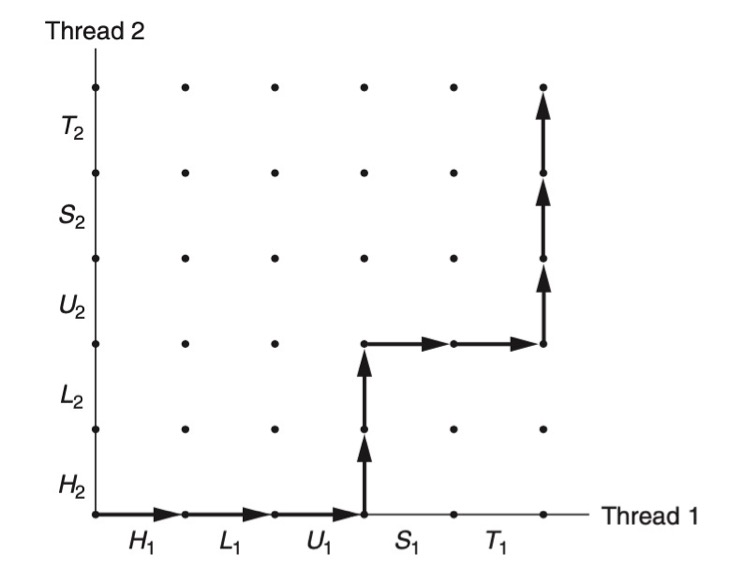 Thread 2
T₂
S₂
U₂
L₂
H₂
Thread 1
H₁ L₁ U₁ S₁ T₁